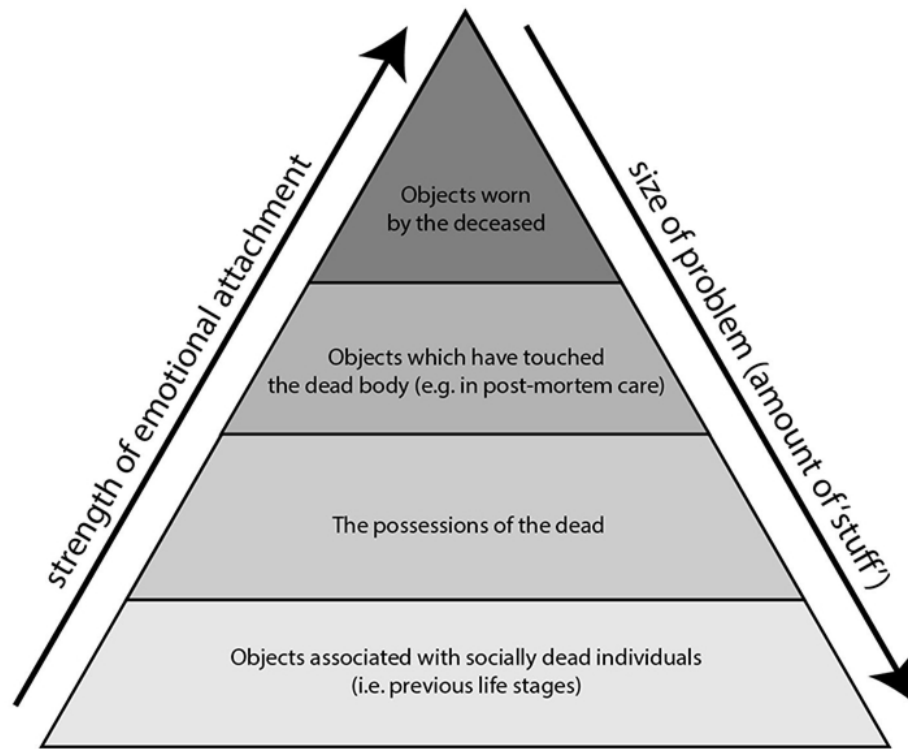 strength of emotional attachment
size of problem (amount of 'stuff')
Objects worn
by the deceased
Objects which have touched
the dead body (e.g. in post-mortem care)
The possessions of the dead
Objects associated with socially dead individuals
(i.e. previous life stages)